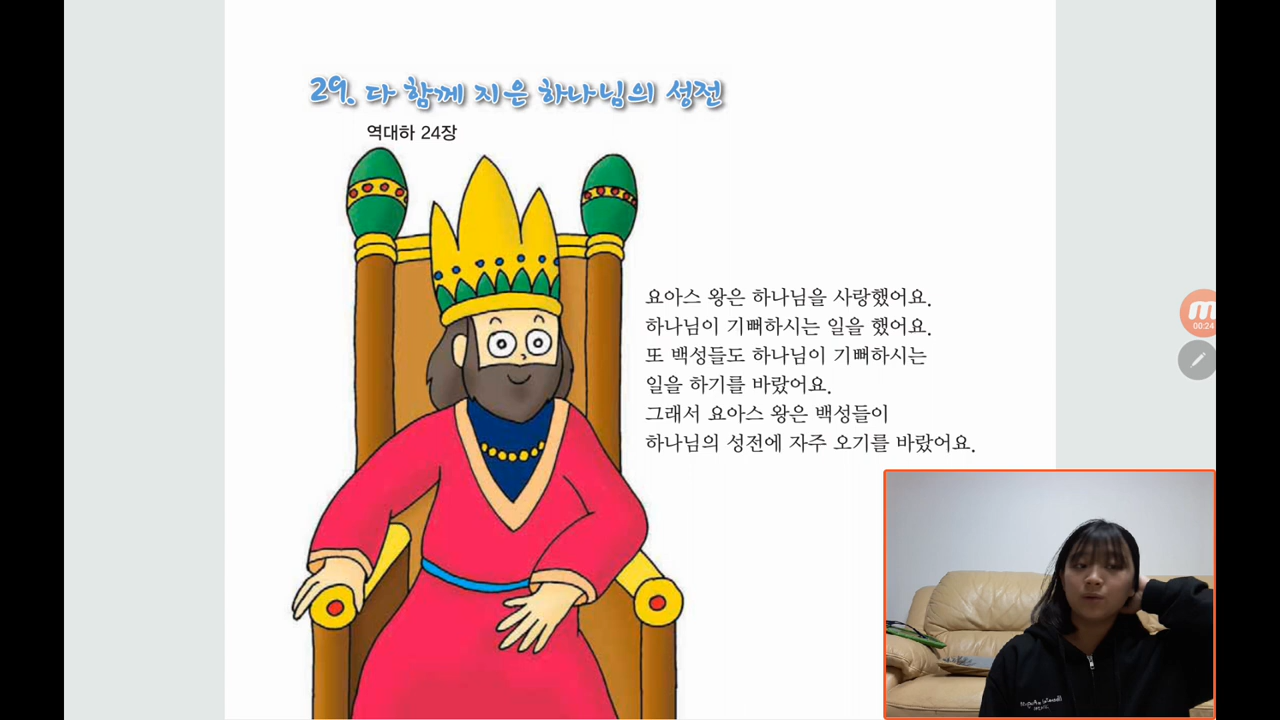 29. 다 함께 지은 하나님의 성전
역대하 24장
요아스 왕은 하나님을 사랑했어요.
하나님이 기뻐하시는 일을 했어요.
또 백성들도 하나님이 기뻐하시는
일을 하기를 바랐어요.
그래서 요아스 왕은 백성들이
하나님의 성전에 자주 오기를 바랐어요.
00:24